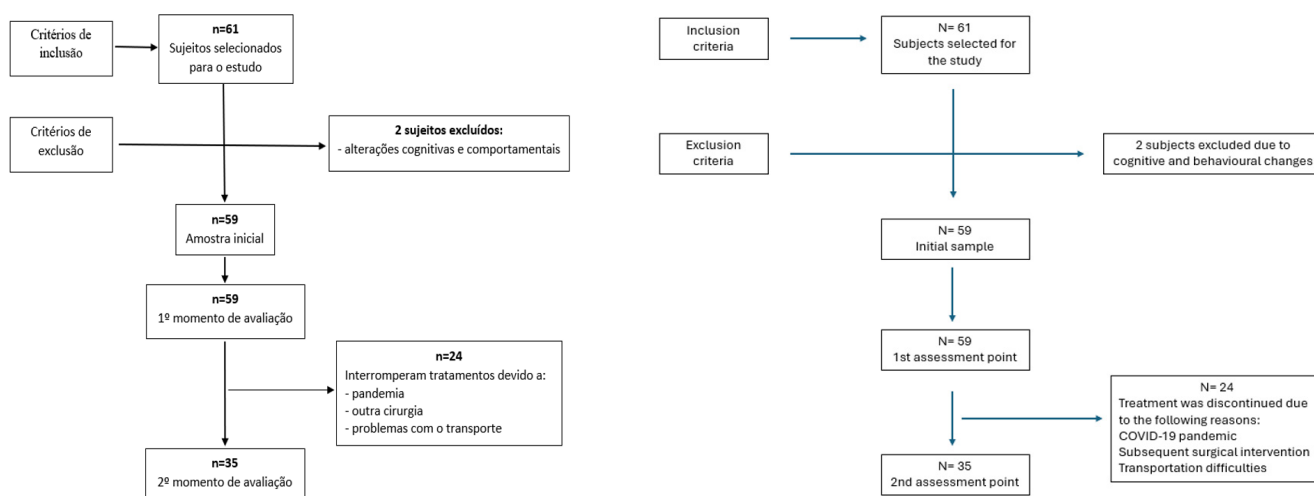 Critérios de
inclusão
n=61
Sujeitos selecionados
para o estudo
Critérios de
exclusão
2 sujeitos excluídos:
- alterações cognitivas e comportamentais
n=59
Amostra inicial
n=59
1º momento de avaliação
n=24
Interromperam tratamentos devido a:
- pandemia
- outra cirurgia
- problemas com o transporte
n=35
2º momento de avaliação
Inclusion
criteria
N= 61
Subjects selected for
the study
Exclusion
criteria
2 subjects excluded due to
cognitive and behavioural changes
N= 59
Initial sample
N= 59
1st assessment point
N= 24
Treatment was discontinued due
to the following reasons:
COVID-19 pandemic
Subsequent surgical intervention
Transportation difficulties
N= 35
2nd assessment point